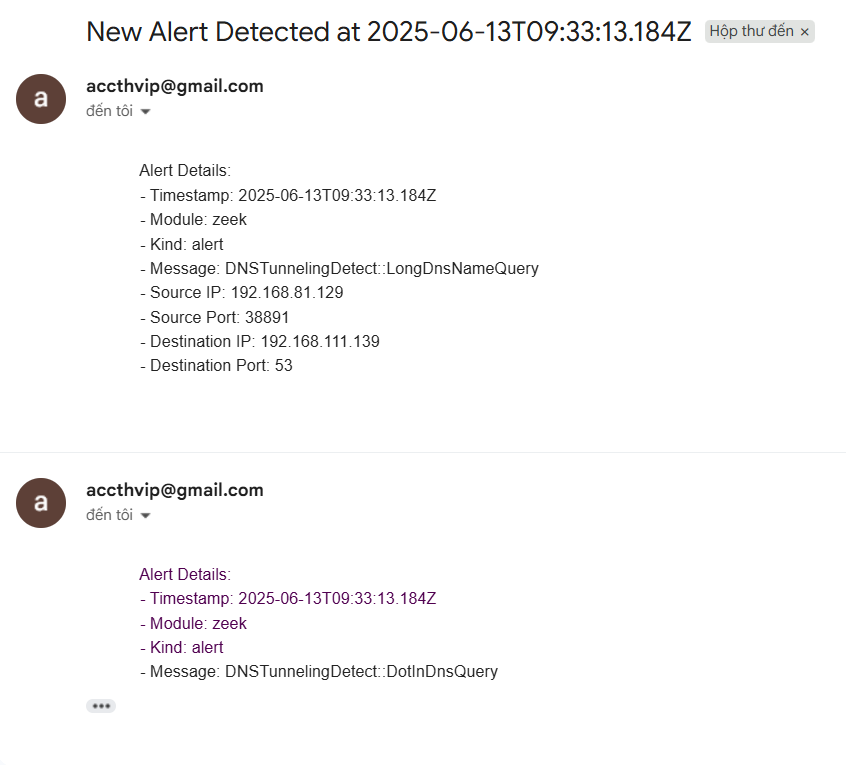 New Alert Detected at 2025-06-13T09:33:13.184Z Hộp thư đến ×
a
accthvip@gmail.com
đến tôi
Alert Details:
- Timestamp: 2025-06-13T09:33:13.184Z
- Module: zeek
- Kind: alert
- Message: DNSTunnelingDetect::LongDnsNameQuery
- Source IP: 192.168.81.129
- Source Port: 38891
- Destination IP: 192.168.111.139
- Destination Port: 53
a
accthvip@gmail.com
đến tôi
Alert Details:
- Timestamp: 2025-06-13T09:33:13.184Z
- Module: zeek
- Kind: alert
- Message: DNSTunnelingDetect::DotInDnsQuery